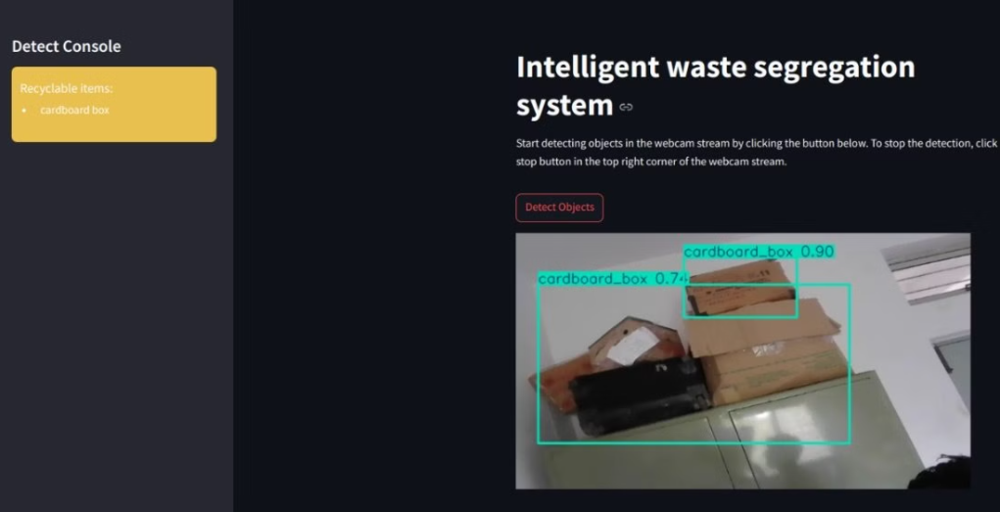 Detect Console
Recyclable items:
• cardboard box
Intelligent waste segregation
system
Start detecting objects in the webcam stream by clicking the button below. To stop the detection, click
stop button in the top right corner of the webcam stream.
Detect Objects
cardboard_box 0.90
cardboard_box 0.74